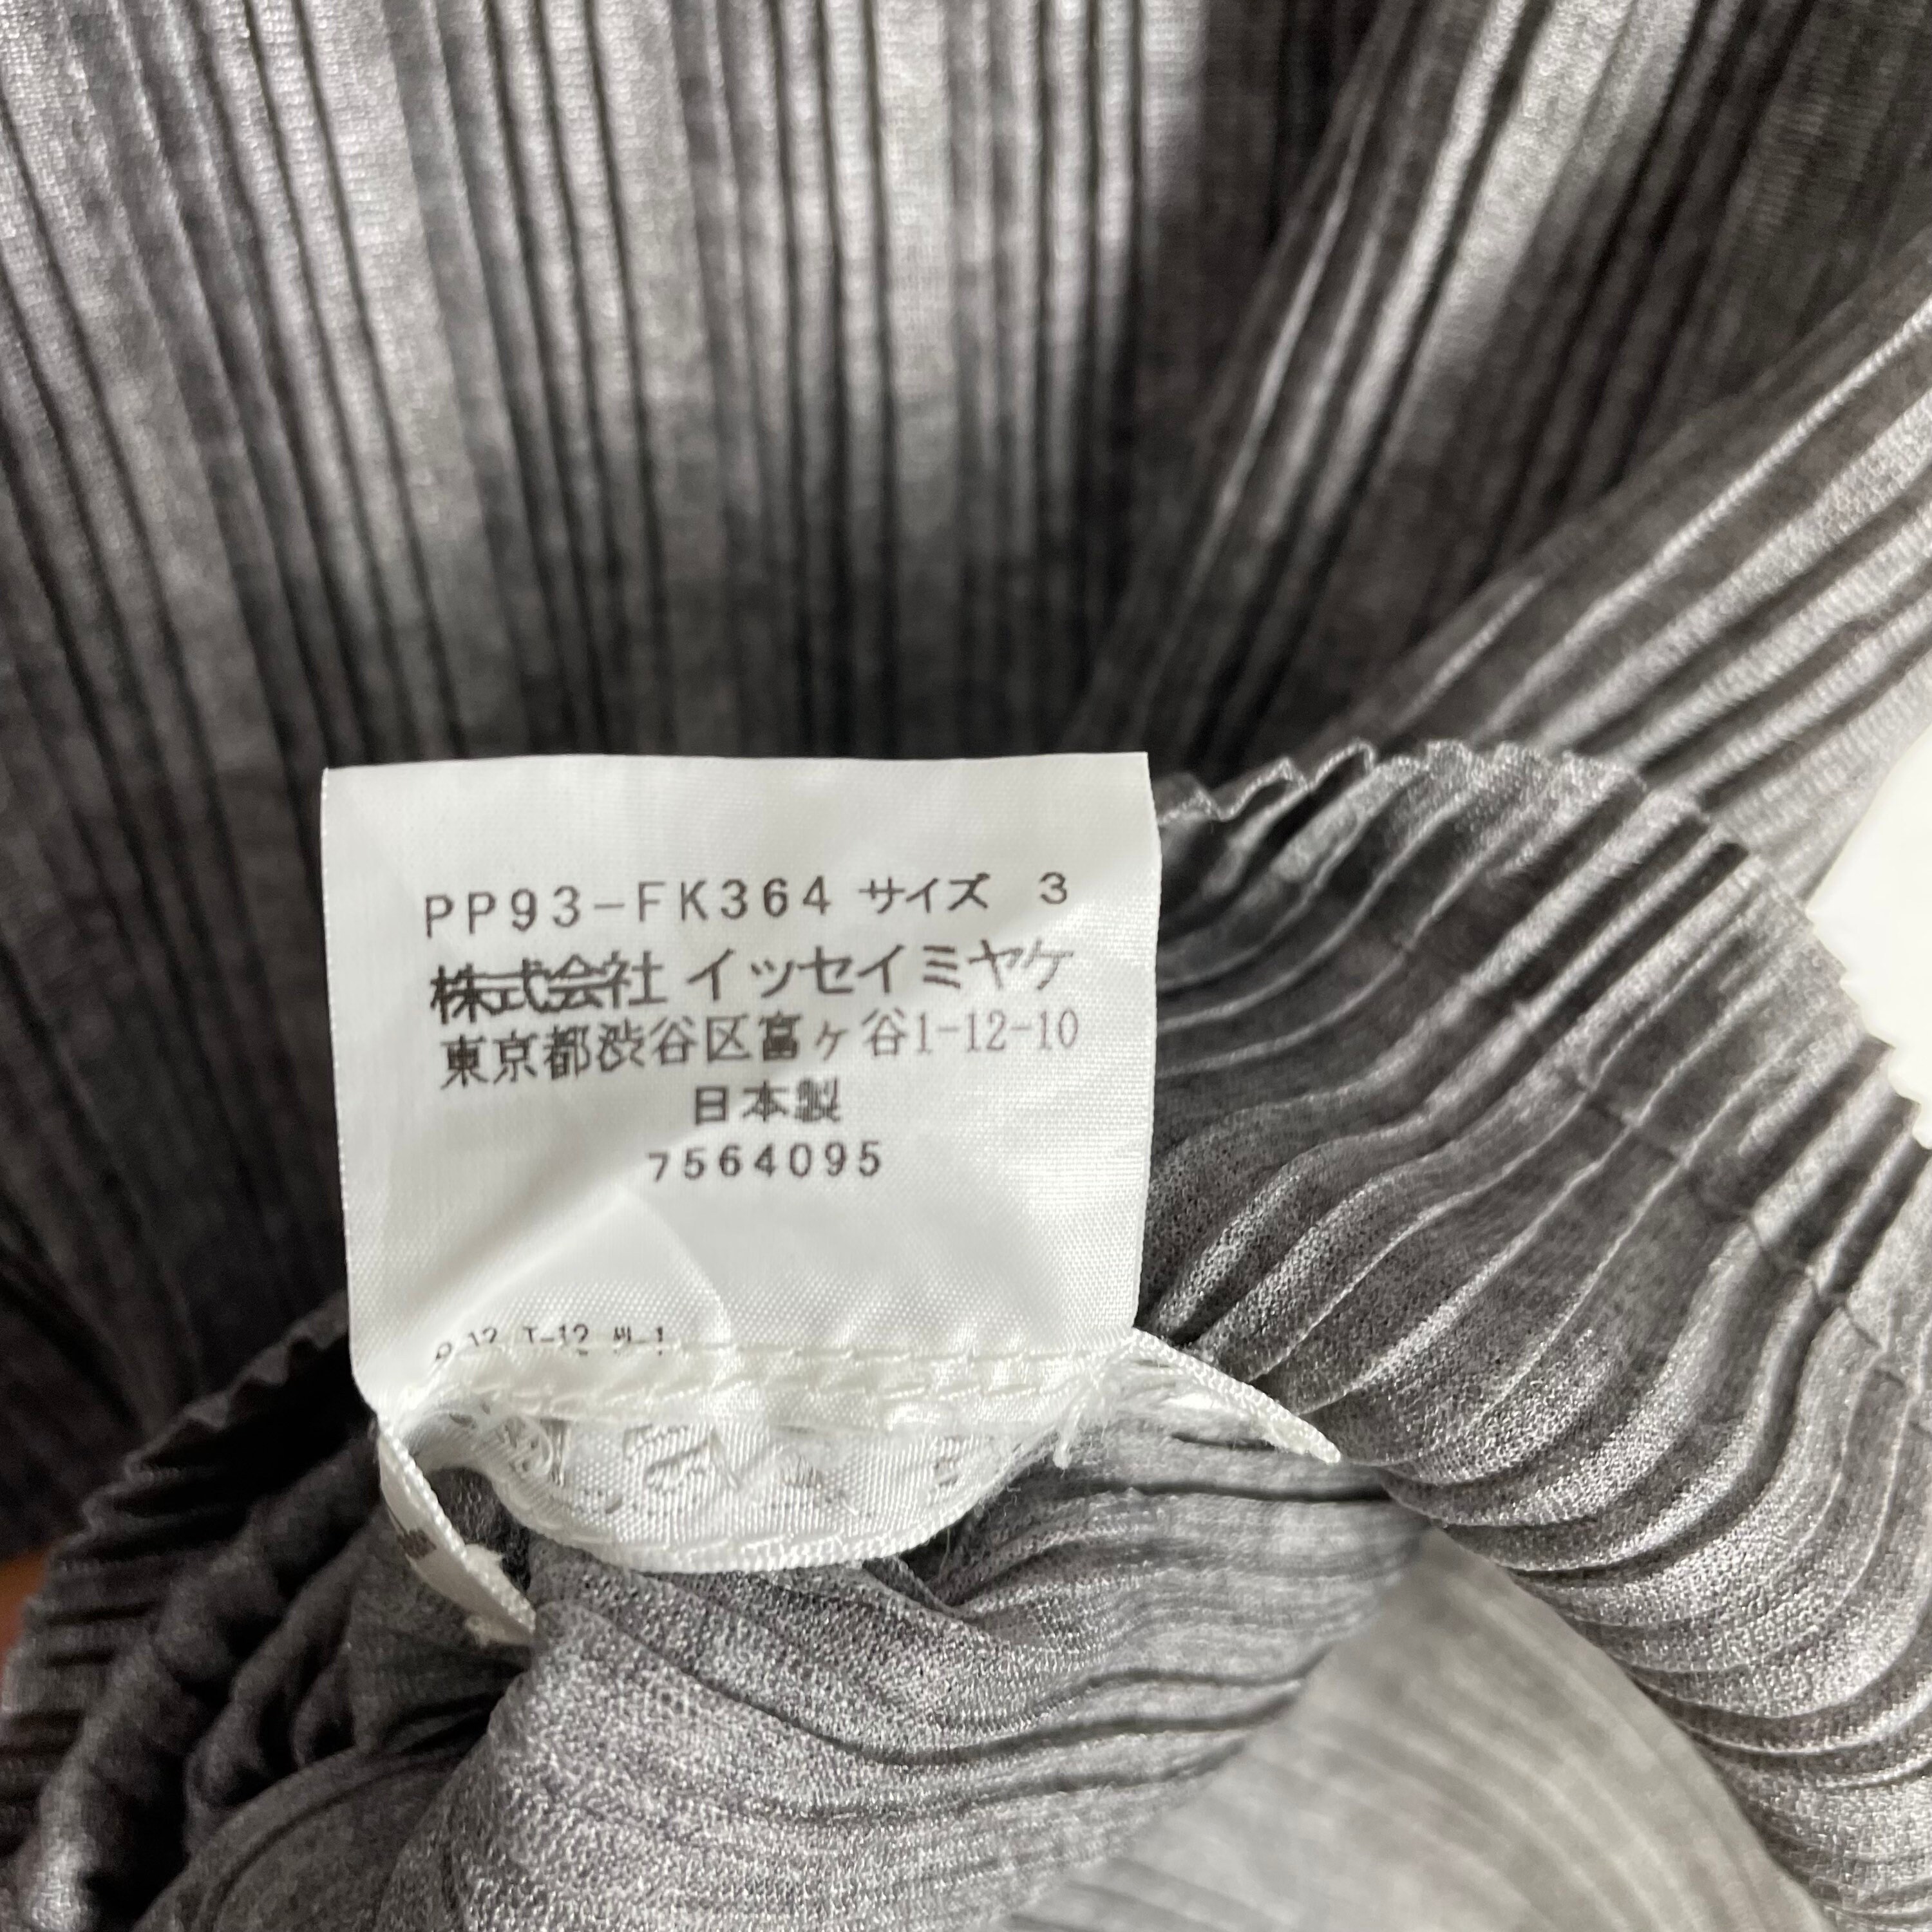 PP93-FK364 サイズ 3
株式会社 イッセイミヤケ
東京都渋谷区富ヶ谷1-12-10
日本製
7564095